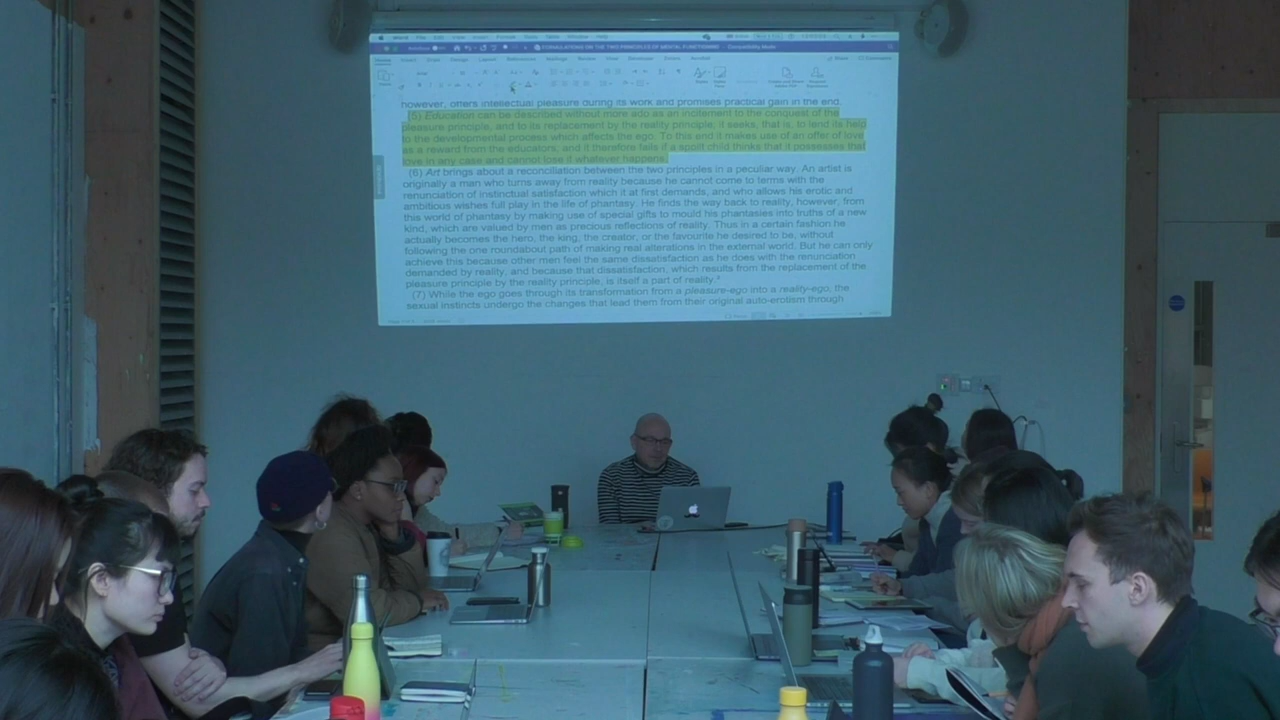 FORMULATIONS ON THE TWO PRINCIPLES OF MENTAL FUNCTIONING
however, offers intellectual pleasure during its work and promises practical gain in the end.
(5) Education can be described without more ado as an incitement to the conquest of the
pleasure principle, and to its replacement by the reality principle; it seeks, that is, to lend its help
to the developmental process which affects the ego. To this end it makes use of an offer of love
as a reward from the educators; and it therefore fails if a spoilt child thinks that it possesses that
love in any case and cannot lose it whatever happens.
(6) Art brings about a reconciliation between the two principles in a peculiar way. An artist is
originally a man who turns away from reality because he cannot come to terms with the
renunciation of instinctual satisfaction which it at first demands, and who allows his erotic and
ambitious wishes full play in the life of phantasy. He finds the way back to reality, however, from
this world of phantasy by making use of special gifts to mould his phantasies into truths of a new
kind, which are valued by men as precious reflections of reality. Thus in a certain fashion he
actually becomes the hero, the king, the creator, or the favourite he desired to be, without
following the one roundabout path of making real alterations in the external world. But he can only
achieve this because other men feel the same dissatisfaction as he does with the renunciation
demanded by reality, and because that dissatisfaction, which results from the replacement of the
pleasure principle by the reality principle, is itself a part of reality.³
(7) While the ego goes through its transformation from a pleasure-ego into a reality-ego, the
sexual instincts undergo the changes that lead them from their original auto-erotism through